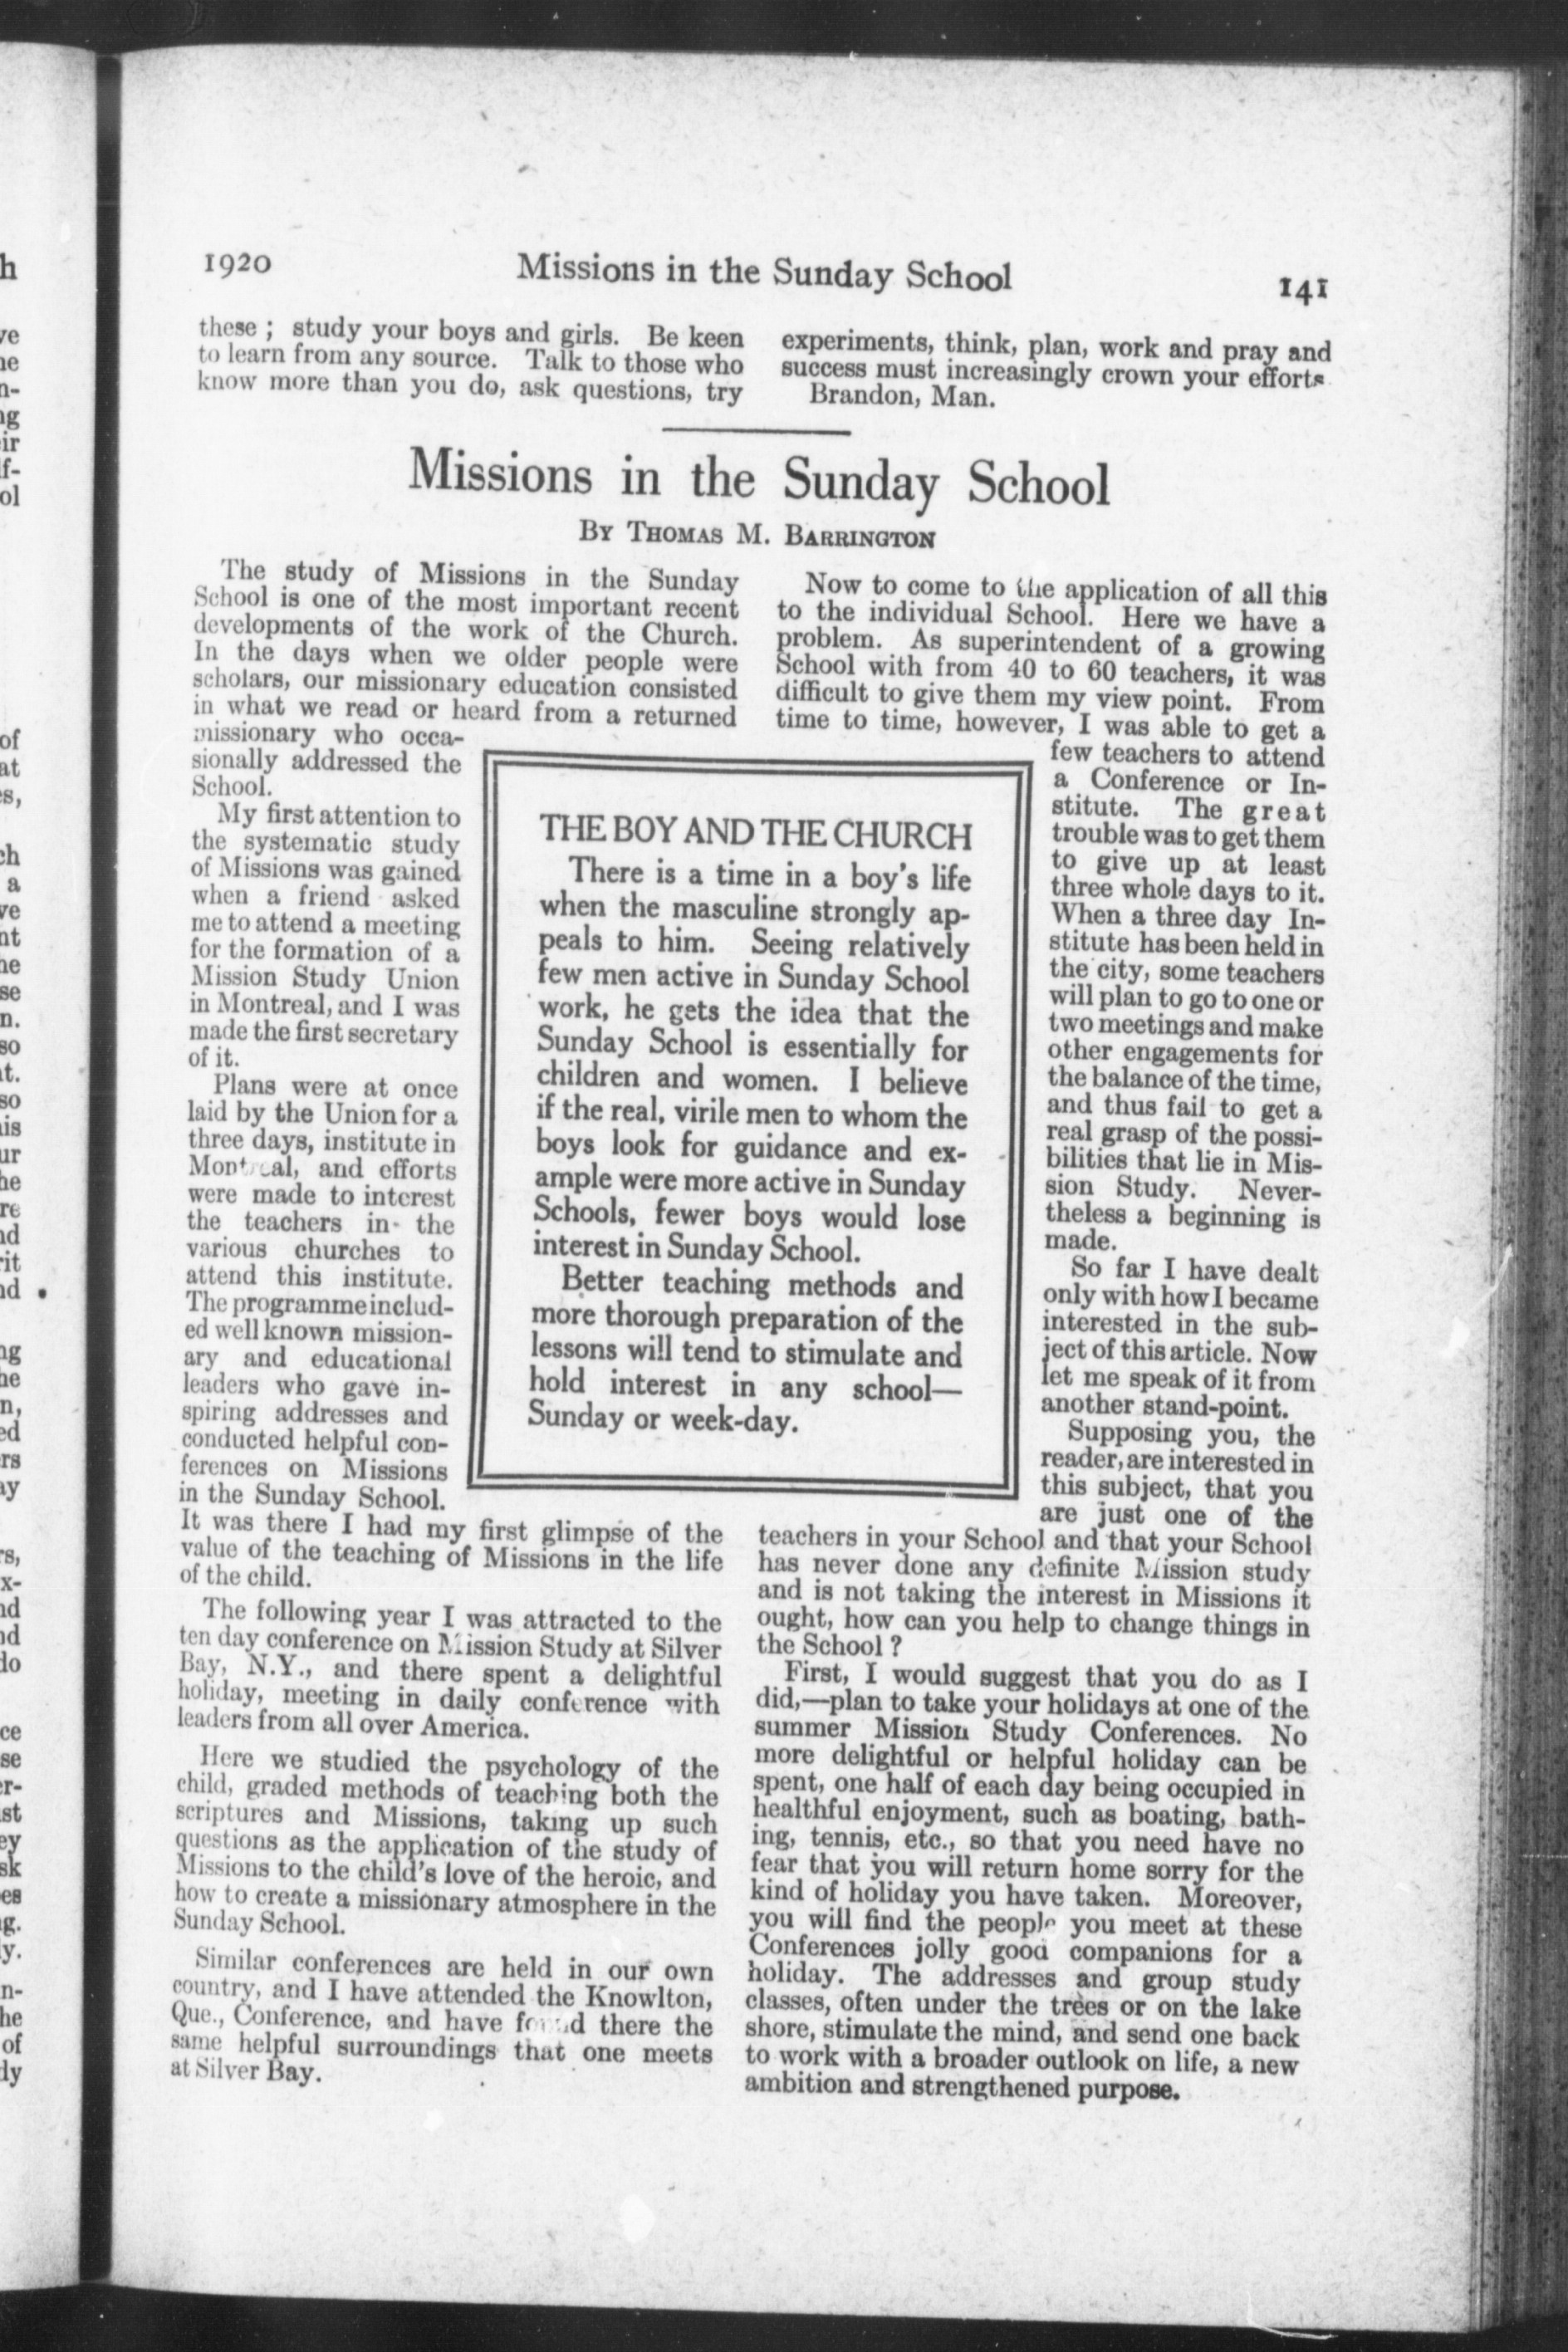 1920
Missions in the Sunday School
141
these ; study your boys and girls. Be keen
to learn from any source. Talk to those who
know more than you do, ask questions, try
experiments, think, plan, work and pray and
success must increasingly crown your efforts
Brandon, Man.
Missions in the Sunday School
By Thomas M. Barrington
The study of Missions in the Sunday
School is one of the most important recent
developments of the work of the Church.
In the days when we older people were
scholars, our missionary education consisted
in what we read or heard from a returned
missionary who occa-
sionally addressed the
School.
My first attention to
the systematic study
of Missions was gained
when a friend asked
me to attend a meeting
for the formation of a
Mission Study Union
in Montreal, and I was
made the first secretary
of it.
Plans were at once
laid by the Union for a
three days, institute in
Montreal, and efforts
were made to interest
the teachers in the
various churches to
attend this institute.
The programme includ-
ed well known mission-
ary and educational
leaders who gave in-
spiring addresses and
conducted helpful con-
ferences on Missions
in the Sunday School.
It was there I had my first glimpse of the
value of the teaching of Missions in the life
of the child.
The following year I was attracted to the
ten day conference on Mission Study at Silver
Bay, N.Y., and there spent a delightful
holiday, meeting in daily conference with
leaders from all over America.
Here we studied the psychology of the
child, graded methods of teaching both the
scriptures and Missions, taking up such
questions as the application of the study of
Missions to the child's love of the heroic, and
how to create a missionary atmosphere in the
Sunday School.
Similar conferences are held in our own
country, and I have attended the Knowlton,
Que., Conference, and have found there the
same helpful surroundings that one meets
at Silver Bay.
THE BOY AND THE CHURCH
There is a time in a boy's life
when the masculine strongly ap-
peals to him. Seeing relatively
few men active in Sunday School
work, he gets the idea that the
Sunday School is essentially for
children and women. I believe
if the real, virile men to whom the
boys look for guidance and ex-
ample were more active in Sunday
Schools, fewer boys would lose
interest in Sunday School.
Better teaching methods and
more thorough preparation of the
lessons will tend to stimulate and
hold interest in any school—
Sunday or week-day.
Now to come to the application of all this
to the individual School. Here we have a
problem. As superintendent of a growing
School with from 40 to 60 teachers, it was
difficult to give them my view point. From
time to time, however, I was able to get a
few teachers to attend
a Conference or In-
stitute. The great
trouble was to get them
to give up at least
three whole days to it.
When a three day In-
stitute has been held in
the city, some teachers
will plan to go to one or
two meetings and make
other engagements for
the balance of the time,
and thus fail to get a
real grasp of the possi-
bilities that lie in Mis-
sion Study. Never-
theless a beginning is
made.
So far I have dealt
only with how I became
interested in the sub-
ject of this article. Now
let me speak of it from
another stand-point.
Supposing you, the
reader, are interested in
this subject, that you
are just one of the
teachers in your School and that your School
has never done any definite Mission study
and is not taking the interest in Missions it
ought, how can you help to change things in
the School ?
First, I would suggest that you do as I
did,—plan to take your holidays at one of the
summer Mission Study Conferences. No
more delightful or helpful holiday can be
spent, one half of each day being occupied in
healthful enjoyment, such as boating, bath-
ing, tennis, etc., so that you need have no
fear that you will return home sorry for the
kind of holiday you have taken. Moreover,
you will find the people you meet at these
Conferences jolly good companions for a
holiday. The addresses and group study
classes, often under the trees or on the lake
shore, stimulate the mind, and send one back
to work with a broader outlook on life, a new
ambition and strengthened purpose.